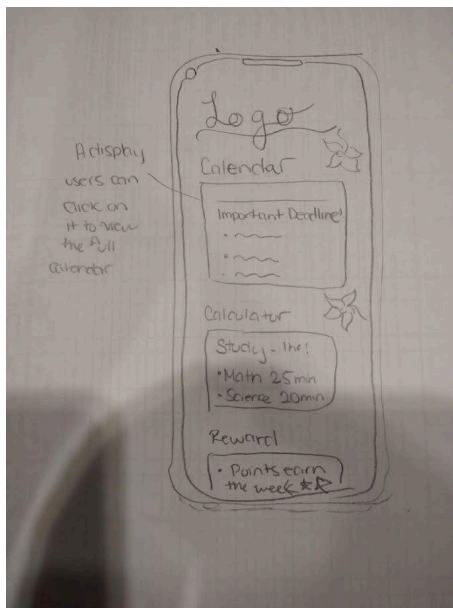 Logo
Calendar
A display
users can
Click on
it to view
the full
calendar
Important Deadline!
Calculator
Study - 1hr!
• Math 25min
• Science 20min
Reward
• Points earn
the week